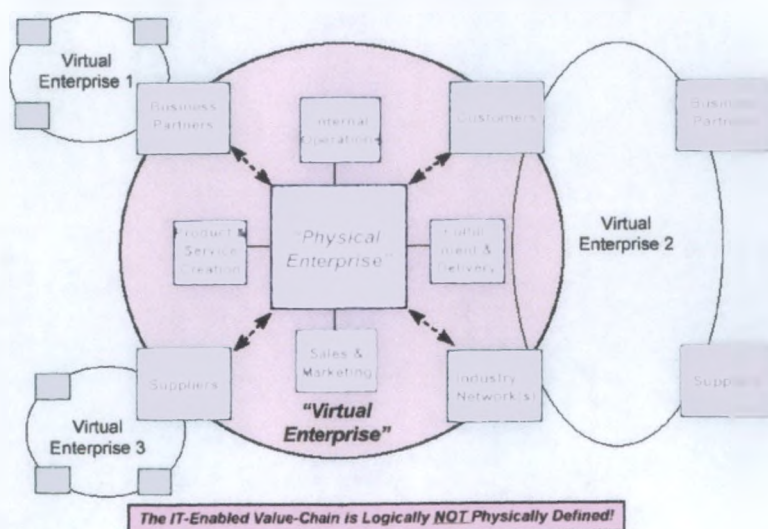 Virtual
Enterprise 1
Business
Partners
Internal
Operations
Customers
Business
Product &
Service
Creation
"Physical
Enterprise"
Fulfill-
ment &
Delivery
Virtual
Enterprise 2
Suppliers
Sales &
Marketing
Industry
Network(s)
Virtual
Enterprise 3
"Virtual
Enterprise"
The IT-Enabled Value-Chain is Logically NOT Physically Defined!